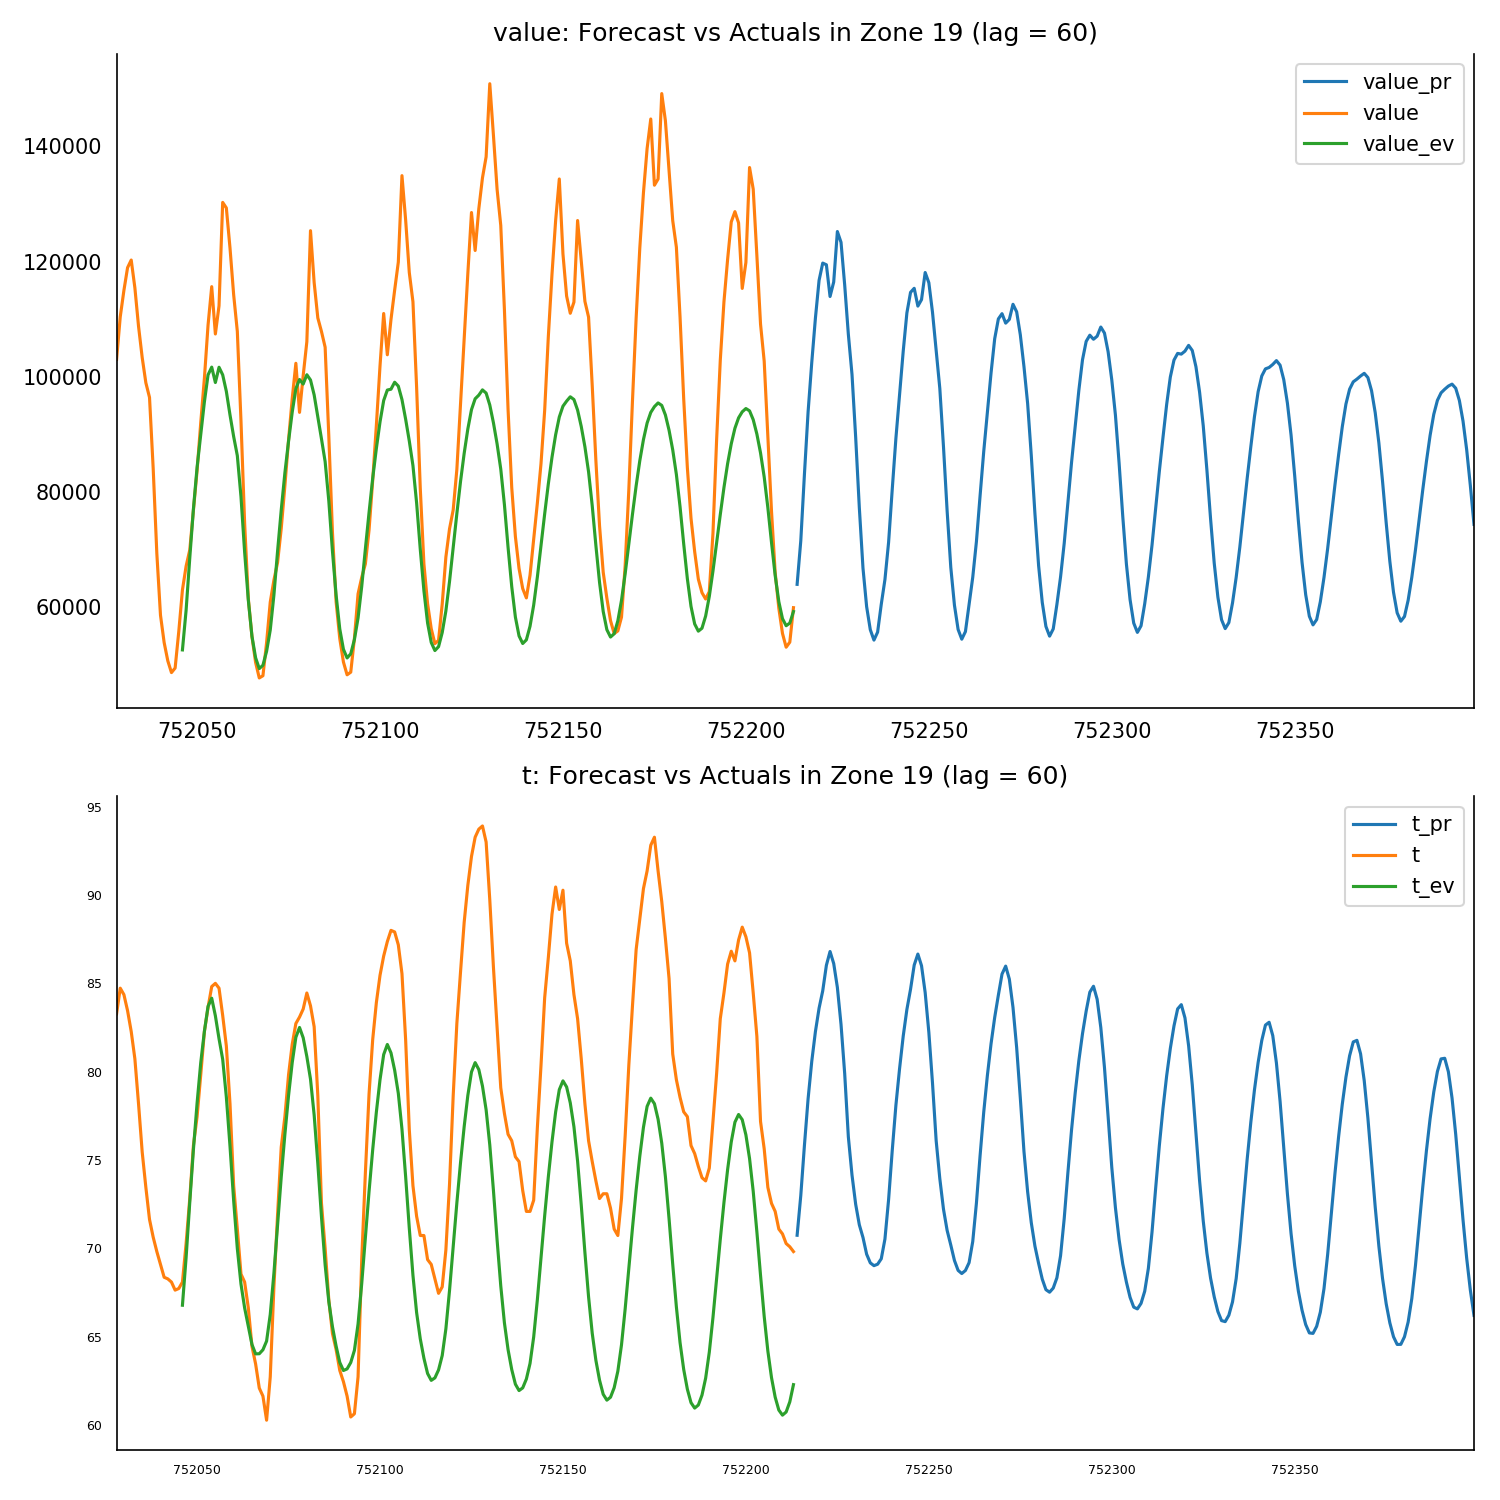 value: Forecast vs Actuals in Zone 19 (lag = 60)
value_pr
value
value_ev
140000
120000
100000
80000
60000
752050 752100 752150 752200 752250 752300 752350
t: Forecast vs Actuals in Zone 19 (lag = 60)
t_pr
t
t_ev
95
90
85
80
75
70
65
60
752050 752100 752150 752200 752250 752300 752350